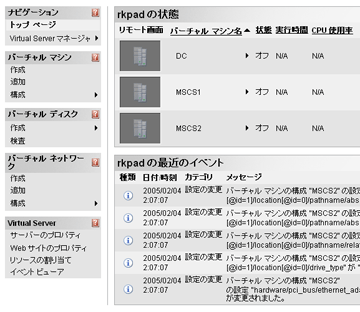 ナビゲーション
トップ ページ
Virtual Server マネージャ
バーチャル マシン
作成
追加
構成
バーチャル ディスク
作成
検査
バーチャル ネットワーク
作成
追加
構成
Virtual Server
サーバーのプロパティ
Web サイトのプロパティ
リソースの割り当て
イベント ビューア
rkpad の状態
リモート画面 バーチャル マシン名 状態 実行時間 CPU 使用率
DC オフ N/A N/A
MSCS1 オフ N/A N/A
MSCS2 オフ N/A N/A
rkpad の最近のイベント
種類 日付/時刻 カテゴリ メッセージ
2005/02/04 設定の変更 バーチャル マシンの構成 "MSCS2" の設
2:07:07 [@id=1]/location[@id=0]/pathname/abs
2005/02/04 設定の変更 バーチャル マシンの構成 "MSCS2" の設
2:07:07 [@id=1]/location[@id=0]/pathname/abs
2005/02/04 設定の変更 バーチャル マシンの構成 "MSCS2" の設
2:07:07 [@id=1]/location[@id=0]/pathname/relat
2005/02/04 設定の変更 バーチャル マシンの構成 "MSCS2" の設
2:07:07 [@id=1]/location[@id=0]/drive_type" が "
2005/02/04 設定の変更 バーチャル マシンの構成 "MSCS2"
2:07:07 の設定 "hardware/pci_bus/ethernet_ad
が変更されました。